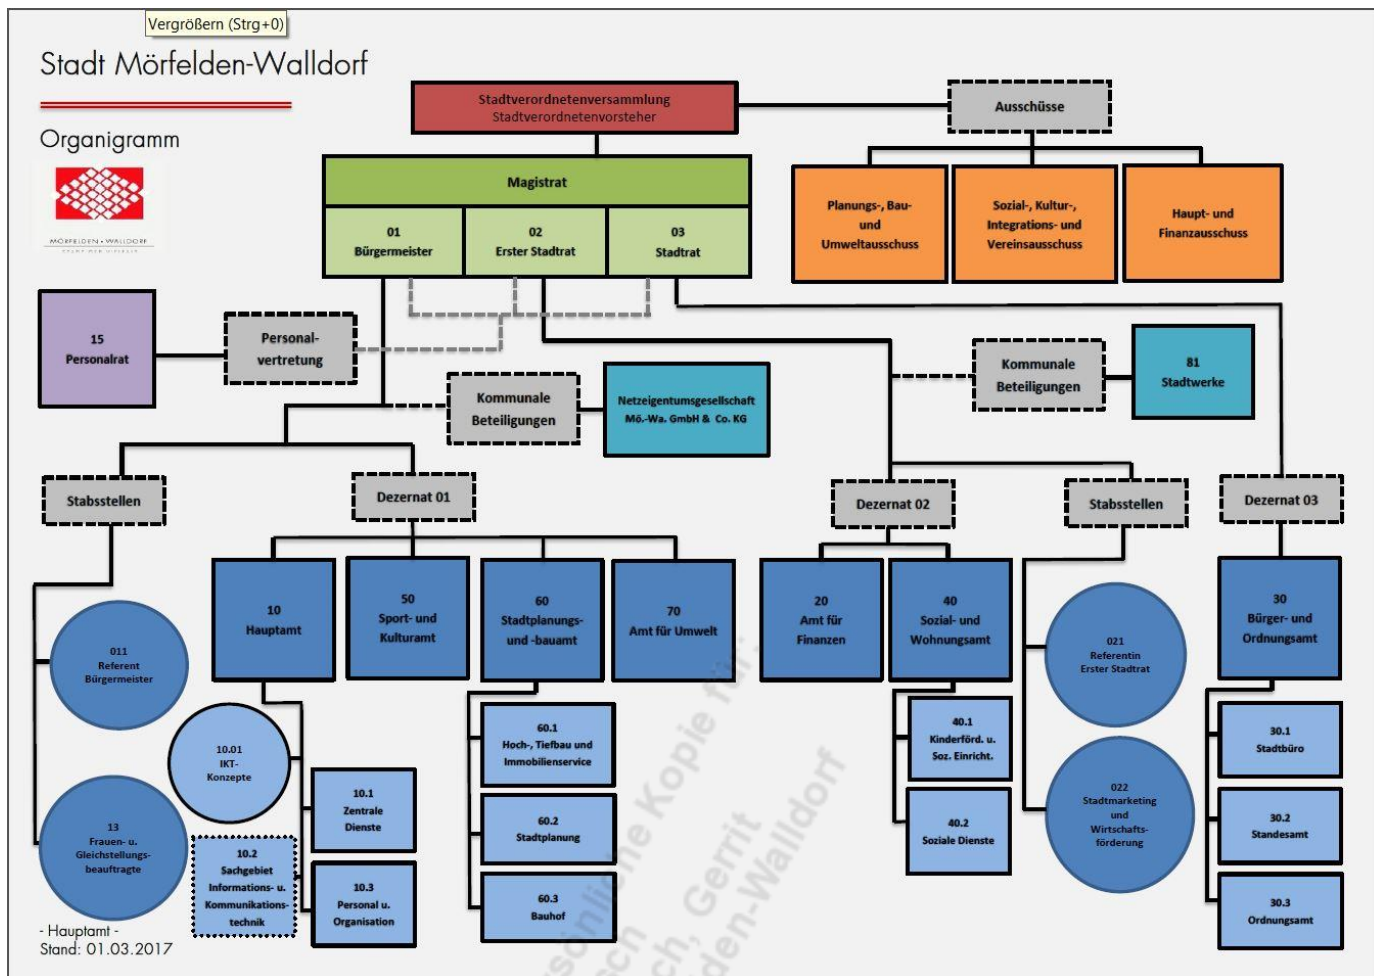 Vergrößern (Strg+0)
Stadt Mörfelden-Walldorf
Organigramm
MÖRFELDEN • WALLDORF
Stadtverordnetenversammlung
Stadtverordnetenvorsteher
Ausschüsse
Magistrat
01
Bürgermeister
02
Erster Stadtrat
03
Stadtrat
Planungs-, Bau-
und
Umweltausschuss
Sozial-, Kultur-,
Integrations- und
Vereinsausschuss
Haupt- und
Finanzausschuss
15
Personalrat
Personal-
vertretung
Kommunale
Beteiligungen
Netzeigentumsgesellschaft
Mö.-Wa. GmbH & Co. KG
Kommunale
Beteiligungen
81
Stadtwerke
Stabsstellen
Dezernat 01
Dezernat 02
Stabsstellen
Dezernat 03
10
Hauptamt
50
Sport- und
Kulturamt
60
Stadtplanungs-
und -bauamt
70
Amt für Umwelt
20
Amt für
Finanzen
40
Sozial- und
Wohnungsamt
30
Bürger- und
Ordnungsamt
011
Referent
Bürgermeister
021
Referentin
Erster Stadtrat
10.01
IKT-
Konzepte
60.1
Hoch-, Tiefbau und
Immobilienservice
40.1
Kinderförd. u.
Soz. Einricht.
30.1
Stadtbüro
13
Frauen- u.
Gleichstellungs-
beauftragte
10.1
Zentrale
Dienste
60.2
Stadtplanung
40.2
Soziale Dienste
022
Stadtmarketing
und
Wirtschafts-
förderung
30.2
Standesamt
10.2
Sachgebiet
Informations- u.
Kommunikations-
technik
10.3
Personal u.
Organisation
60.3
Bauhof
30.3
Ordnungsamt
- Hauptamt -
Stand: 01.03.2017
Kopie für:
Gerrit
Walldorf